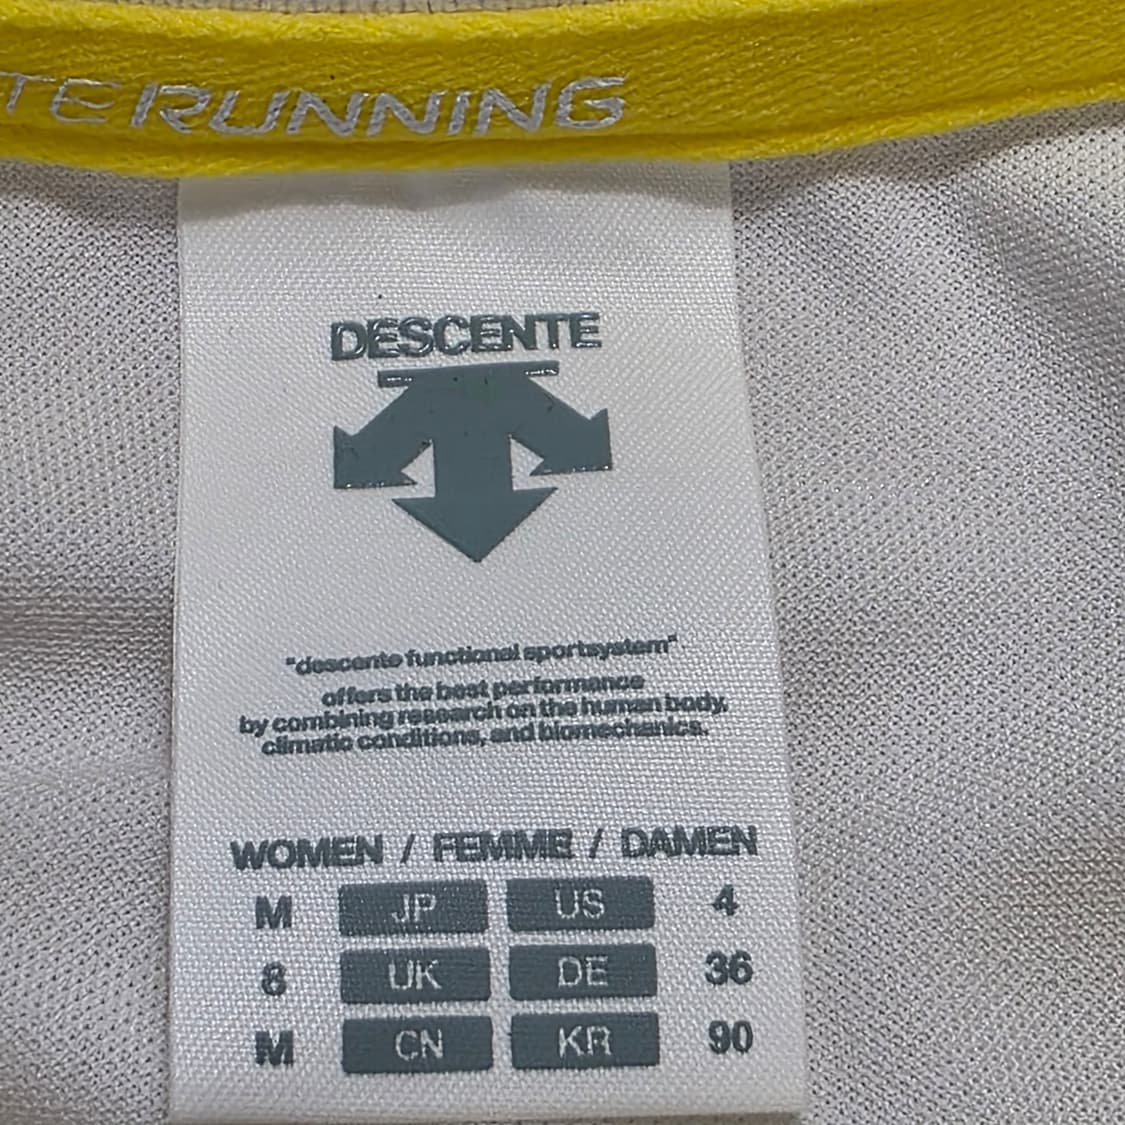 TERUNNING
DESCENTE
"descente functional sportsystem"
offers the best performance
by combining research on the human body,
climatic conditions, and biomechanics.
WOMEN / FEMME / DAMEN
M JP US 4
8 UK DE 36
M CN KR 90